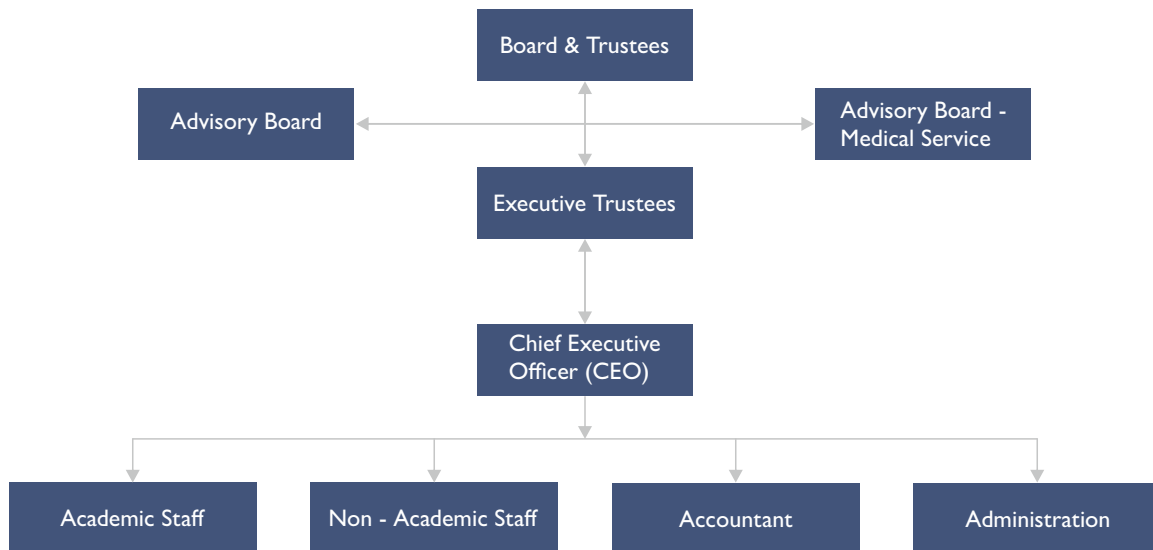 Board & Trustees
Advisory Board
Advisory Board -
Medical Service
Executive Trustees
Chief Executive
Officer (CEO)
Academic Staff
Non - Academic Staff
Accountant
Administration